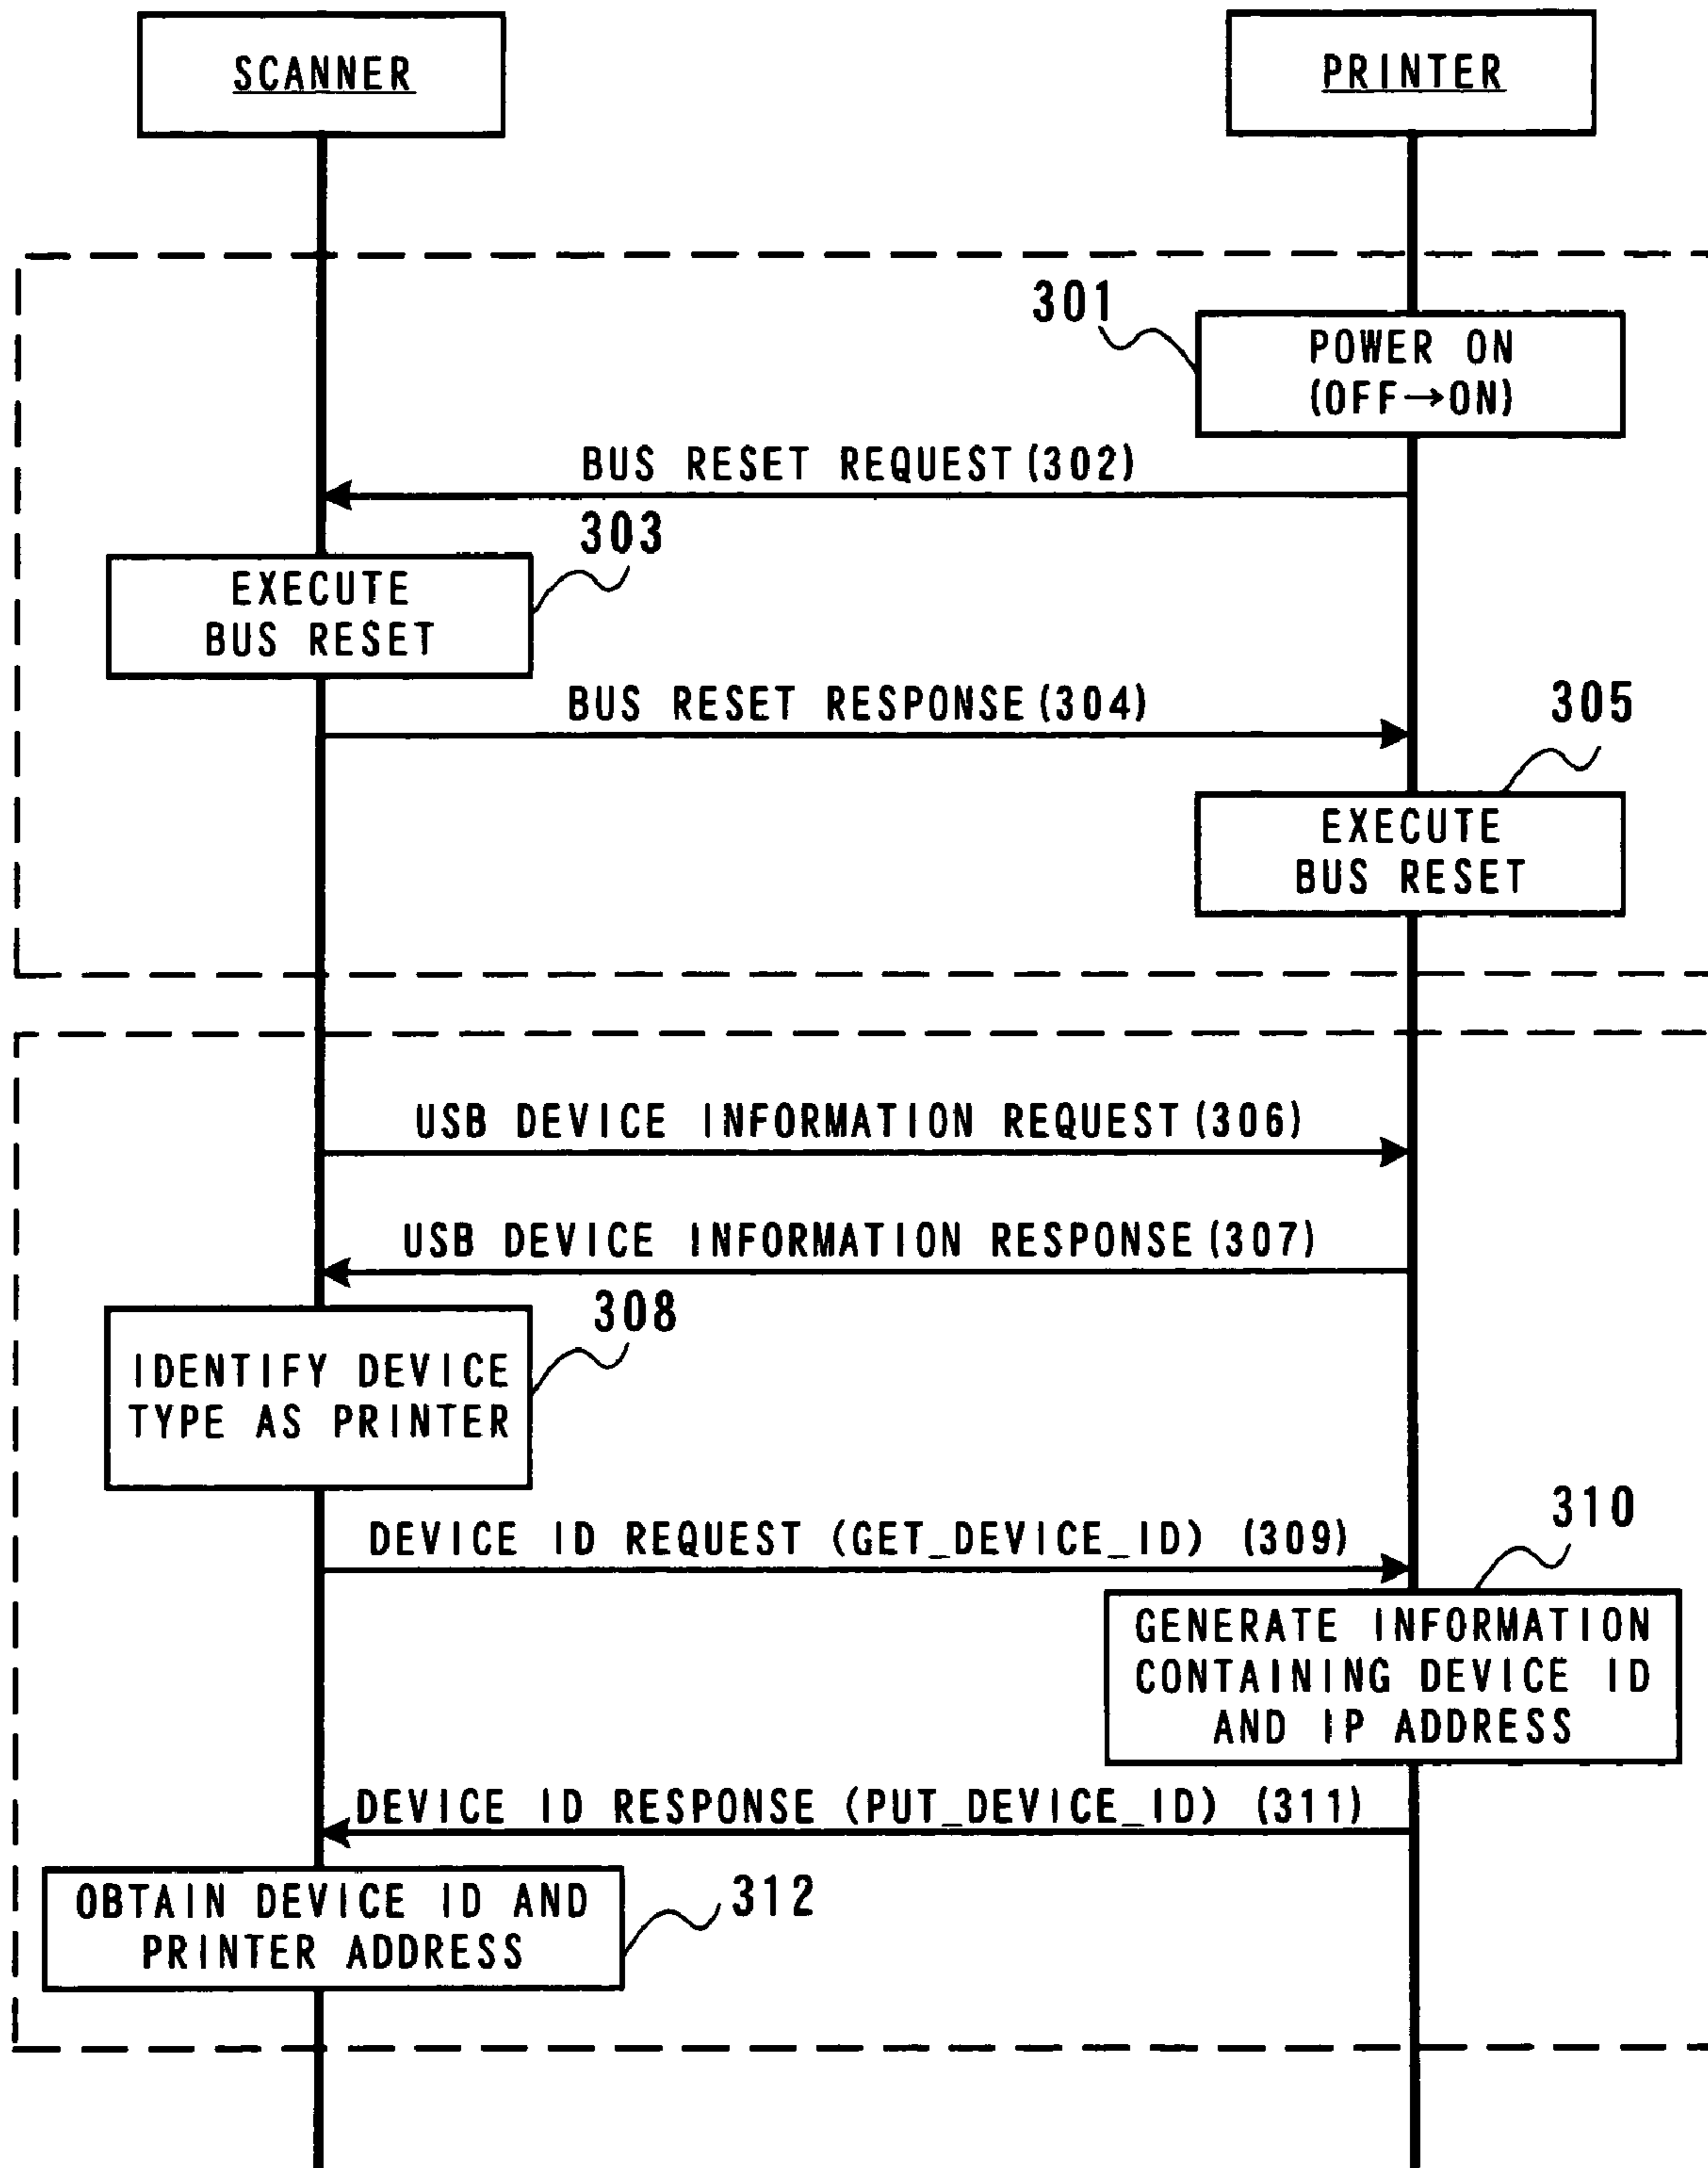 SCANNER
PRINTER
301
POWER ON
(OFF→ON)
BUS RESET REQUEST(302)
303
EXECUTE
BUS RESET
BUS RESET RESPONSE(304)
305
EXECUTE
BUS RESET
USB DEVICE INFORMATION REQUEST(306)
USB DEVICE INFORMATION RESPONSE(307)
308
IDENTIFY DEVICE
TYPE AS PRINTER
DEVICE ID REQUEST (GET_DEVICE_ID) (309)
310
GENERATE INFORMATION
CONTAINING DEVICE ID
AND IP ADDRESS
DEVICE ID RESPONSE (PUT_DEVICE_ID) (311)
OBTAIN DEVICE ID AND
PRINTER ADDRESS
312